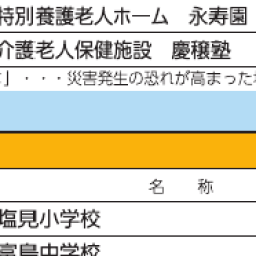 特別養護老人ホーム 永寿園
介護老人保健施設 慶穣塾
」・・・災害発生の恐れが高まった
名 称
塩見小学校
富島中学校